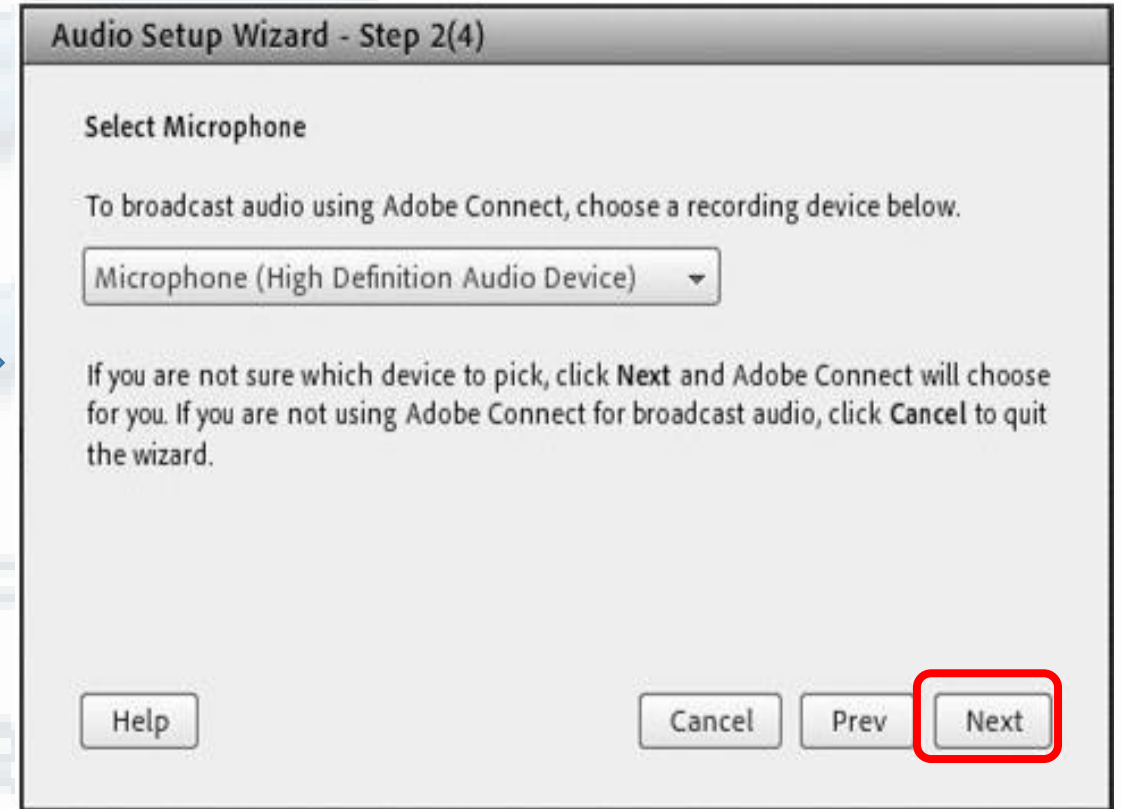 Audio Setup Wizard - Step 2(4)
Select Microphone
To broadcast audio using Adobe Connect, choose a recording device below.
Microphone (High Definition Audio Device)
If you are not sure which device to pick, click Next and Adobe Connect will choose
for you. If you are not using Adobe Connect for broadcast audio, click Cancel to quit
the wizard.
Help Cancel Prev Next